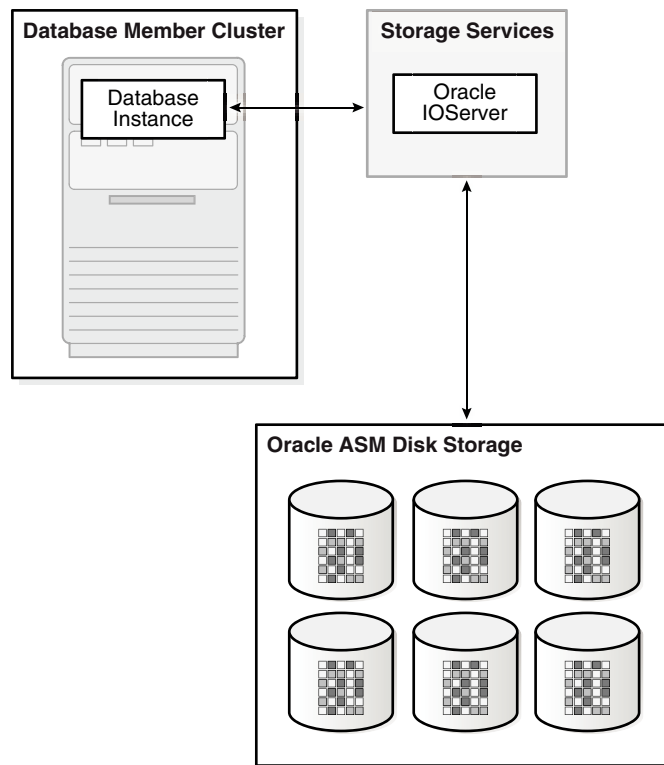 Database Member Cluster
Database
Instance
Storage Services
Oracle
IOServer
Oracle ASM Disk Storage